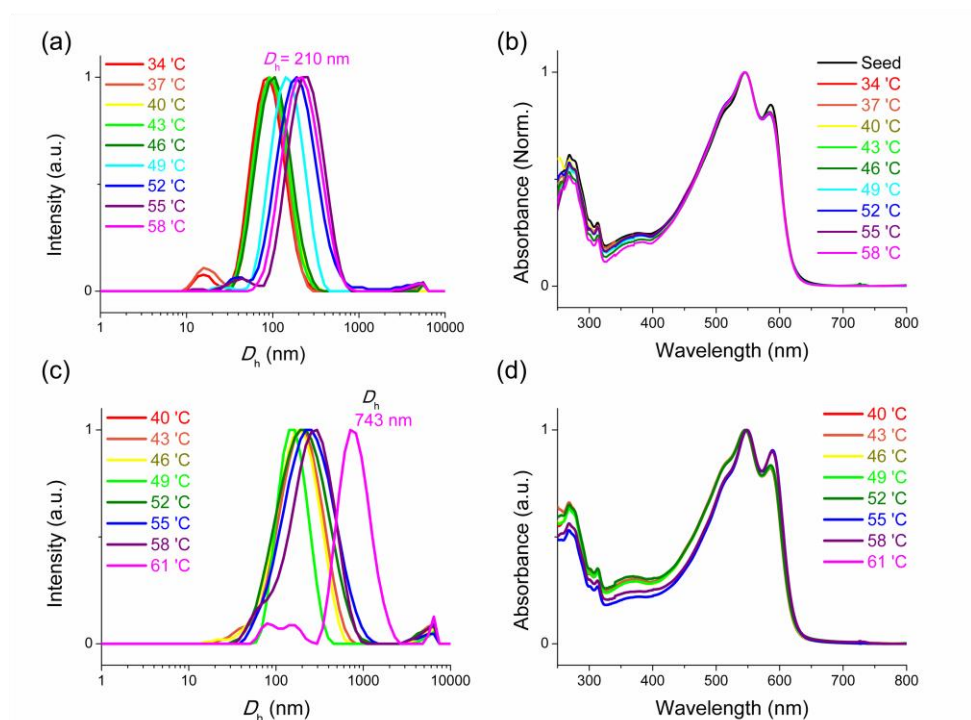 (a)
34 'C
37 'C
40 'C
43 'C
46 'C
49 'C
52 'C
55 'C
58 'C
Dh = 210 nm
Intensity (a.u.)
1
0
1
10
100
1000
10000
Dh (nm)
(b)
Seed
34 'C
37 'C
40 'C
43 'C
46 'C
49 'C
52 'C
55 'C
58 'C
Absorbance (Norm.)
1
0
300
400
500
600
700
800
Wavelength (nm)
(c)
40 'C
43 'C
46 'C
49 'C
52 'C
55 'C
58 'C
61 'C
Dh
743 nm
Intensity (a.u.)
1
0
1
10
100
1000
10000
Dh (nm)
(d)
40 'C
43 'C
46 'C
49 'C
52 'C
55 'C
58 'C
61 'C
Absorbance (a.u.)
1
0
300
400
500
600
700
800
Wavelength (nm)